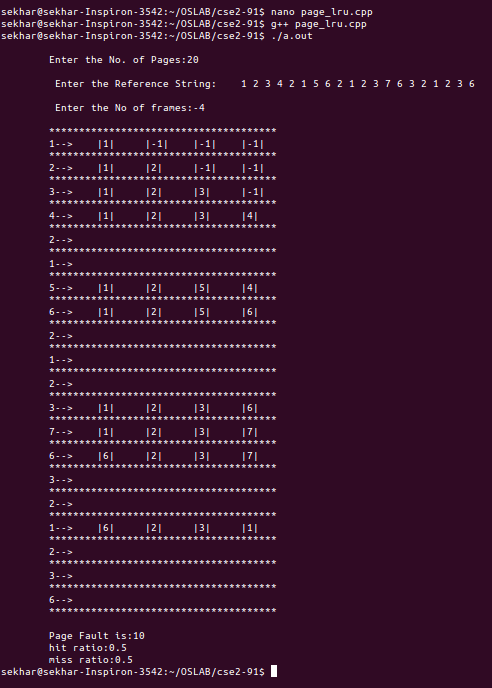 sekhar@sekhar-Inspiron-3542:~/OSLAB/cse2-91$ nano page_lru.cpp
sekhar@sekhar-Inspiron-3542:~/OSLAB/cse2-91$ g++ page_lru.cpp
sekhar@sekhar-Inspiron-3542:~/OSLAB/cse2-91$ ./a.out
Enter the No. of Pages:20
Enter the Reference String: 1 2 3 4 2 1 5 6 2 1 2 3 7 6 3 2 1 2 3 6
Enter the No of frames:-4
**************************************
1--> |1| |-1| |-1| |-1|
**************************************
2--> |1| |2| |-1| |-1|
**************************************
3--> |1| |2| |3| |-1|
**************************************
4--> |1| |2| |3| |4|
**************************************
2-->
**************************************
1-->
**************************************
5--> |1| |2| |5| |4|
**************************************
6--> |1| |2| |5| |6|
**************************************
2-->
**************************************
1-->
**************************************
2-->
**************************************
3--> |1| |2| |3| |6|
**************************************
7--> |1| |2| |3| |7|
**************************************
6--> |6| |2| |3| |7|
**************************************
3-->
**************************************
2-->
**************************************
1--> |6| |2| |3| |1|
**************************************
2-->
**************************************
3-->
**************************************
6-->
**************************************
Page Fault is:10
hit ratio:0.5
miss ratio:0.5
sekhar@sekhar-Inspiron-3542:~/OSLAB/cse2-91$